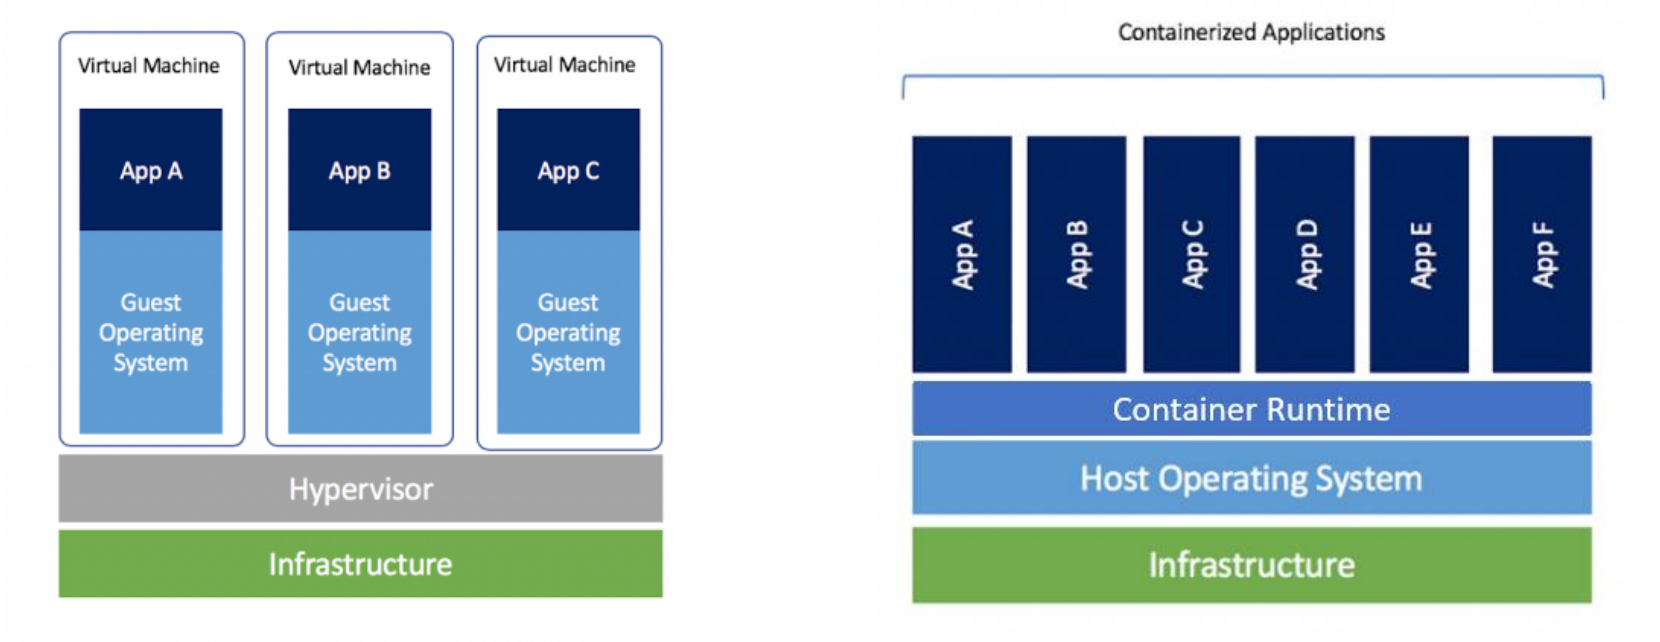 Virtual Machine
App A
Guest
Operating
System
Virtual Machine
App B
Guest
Operating
System
Virtual Machine
App C
Guest
Operating
System
Hypervisor
Infrastructure
Containerized Applications
App A
App B
App C
App D
App E
App F
Container Runtime
Host Operating System
Infrastructure